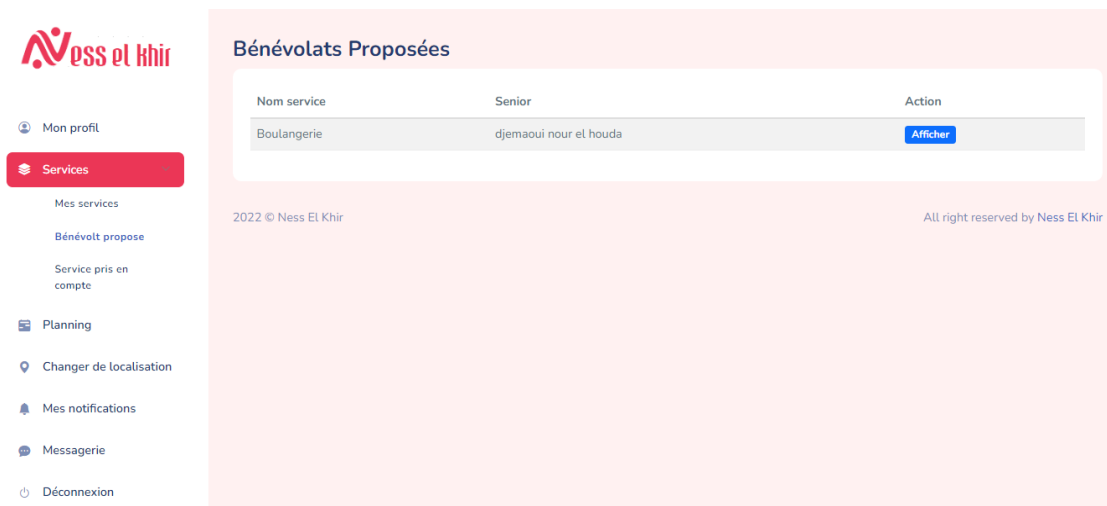 Ness el khir
Mon profil
Services
Mes services
Bénévolt propose
Service pris en
compte
Planning
Changer de localisation
Mes notifications
Messagerie
Déconnexion
Bénévolats Proposées
Nom service Senior Action
Boulangerie djemaoui nour el houda Afficher
2022 © Ness El Khir All right reserved by Ness El Khir